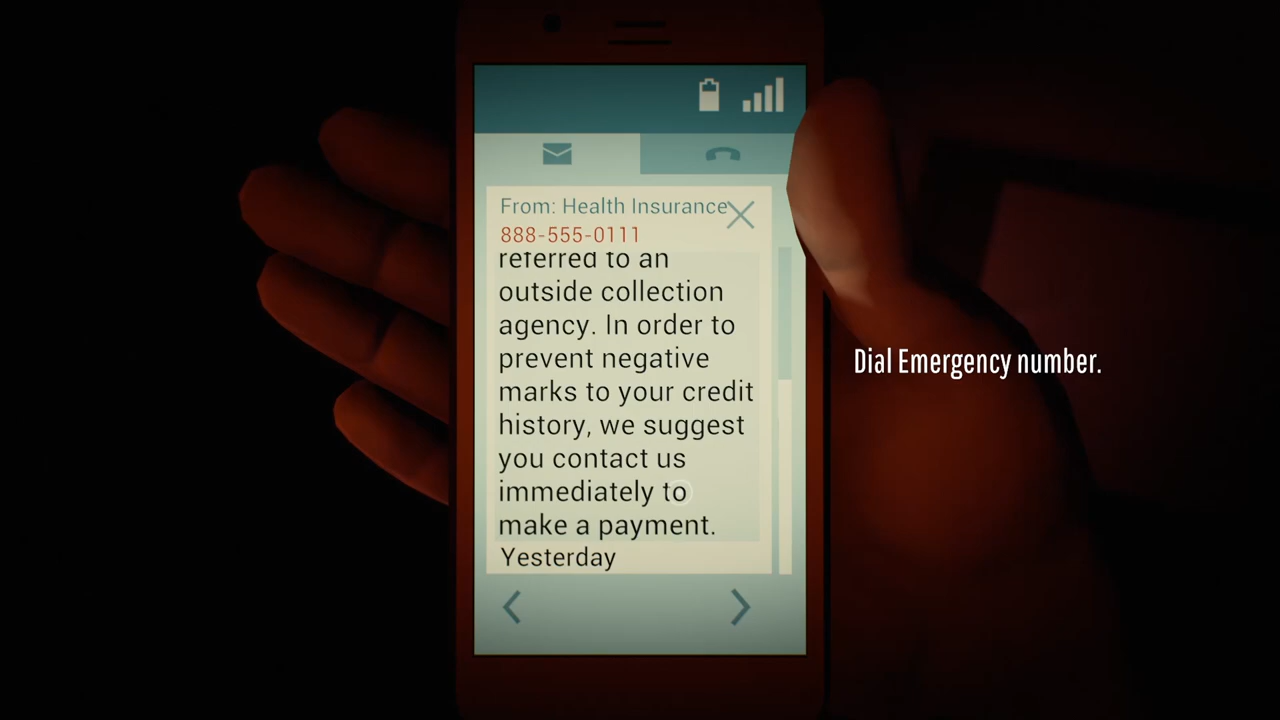 From: Health Insurance
888-555-0111
referred to an
outside collection
agency. In order to
prevent negative
marks to your credit
history, we suggest
you contact us
immediately to
make a payment.
Yesterday
Dial Emergency number.